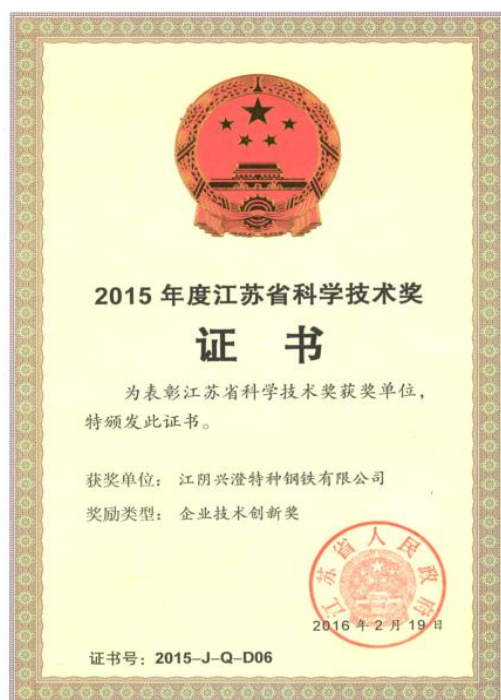 2015 年度江苏省科学技术奖
证 书
为表彰江苏省科学技术奖获奖单位，
特颁发此证书。
获奖单位： 江阴兴澄特种钢铁有限公司
奖励类型： 企业技术创新奖
江苏省人民政府
2016 年 2 月 19 日
证书号：2015-J-Q-D06